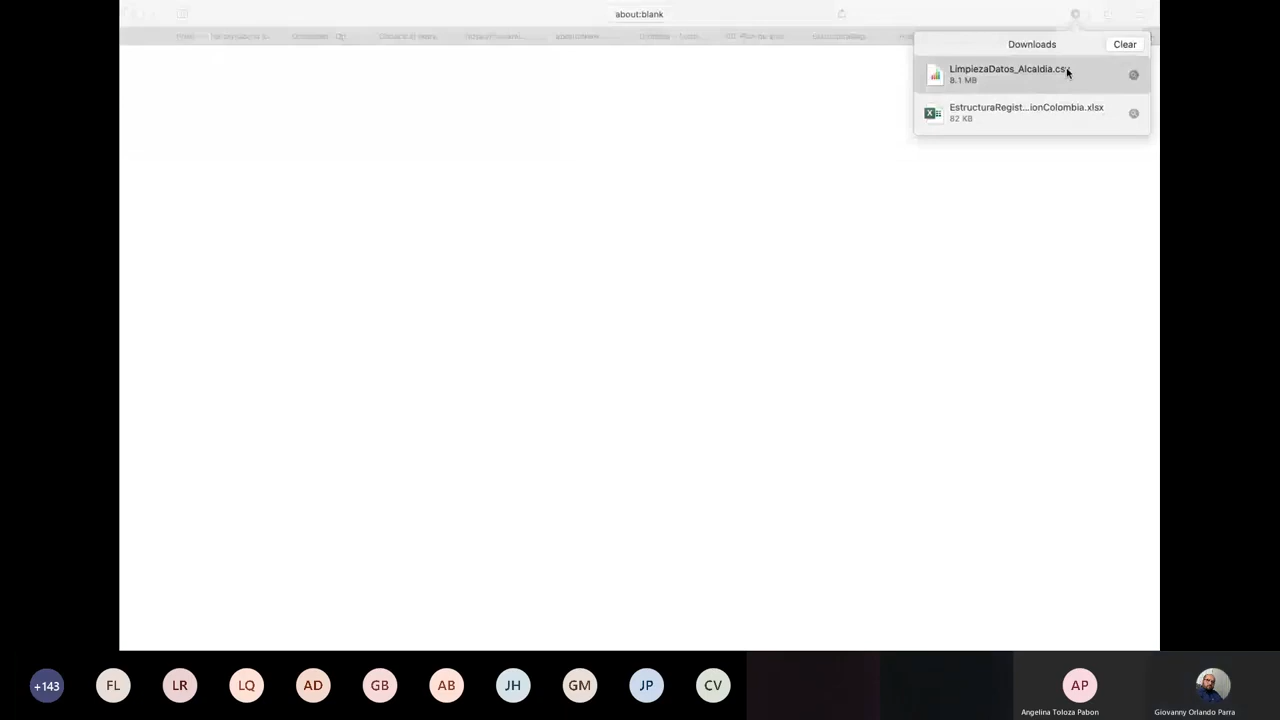 about:blank
Downloads
Clear
LimpiezaDatos_Alcaldia.csv
8.1 MB
EstructuraRegist...ionColombia.xlsx
82 KB
+143
FL
LR
LQ
AD
GB
AB
JH
GM
JP
CV
AP
Angelina Toloza Pabon
Giovanny Orlando Parra